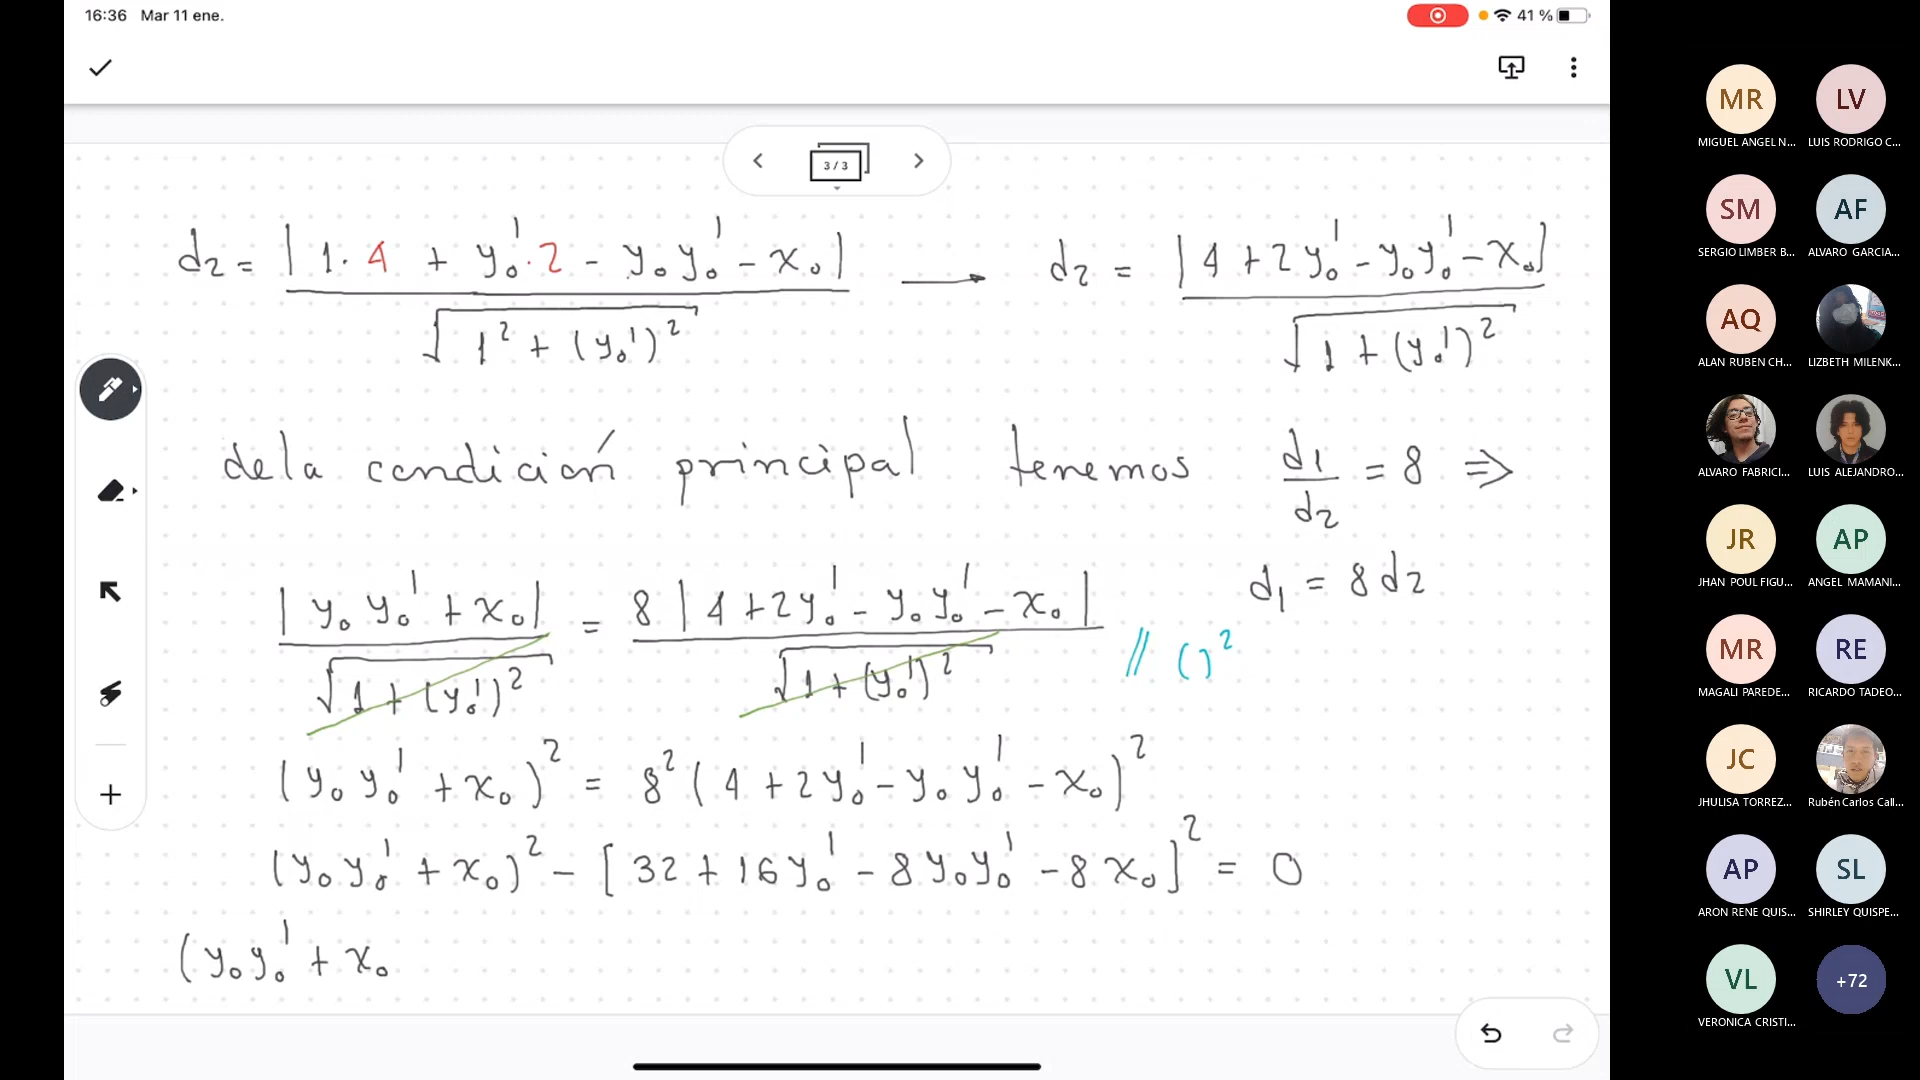 16:36 Mar 11 ene.
41 %
3 / 3
d₂ = |1·4 + y₀'·2 - y₀y₀' - x₀| / √(1² + (y₀')²) → d₂ = |4 + 2y₀' - y₀y₀' - x₀| / √(1 + (y₀')²)
dela condición principal tenemos d₁/d₂ = 8 ⇒
d₁ = 8d₂
|y₀y₀' + x₀| / √(1 + (y₀')²) = 8|4 + 2y₀' - y₀y₀' - x₀| / √(1 + (y₀')²) // ( )²
(y₀y₀' + x₀)² = 8²(4 + 2y₀' - y₀y₀' - x₀)²
(y₀y₀' + x₀)² - [32 + 16y₀' - 8y₀y₀' - 8x₀]² = 0
(y₀y₀' + x₀
MR LV
MIGUEL ANGEL N... LUIS RODRIGO C...
SM AF
SERGIO LIMBER B... ALVARO GARCIA...
AQ
ALAN RUBEN CH... LIZBETH MILENK...
ALVARO FABRICI... LUIS ALEJANDRO...
JR AP
JHAN POUL FIGU... ANGEL MAMANI...
MR RE
MAGALI PAREDE... RICARDO TADEO...
JC
JHULISA TORREZ... Rubén Carlos Call...
AP SL
ARON RENE QUIS... SHIRLEY QUISPE...
VL +72
VERONICA CRISTI...